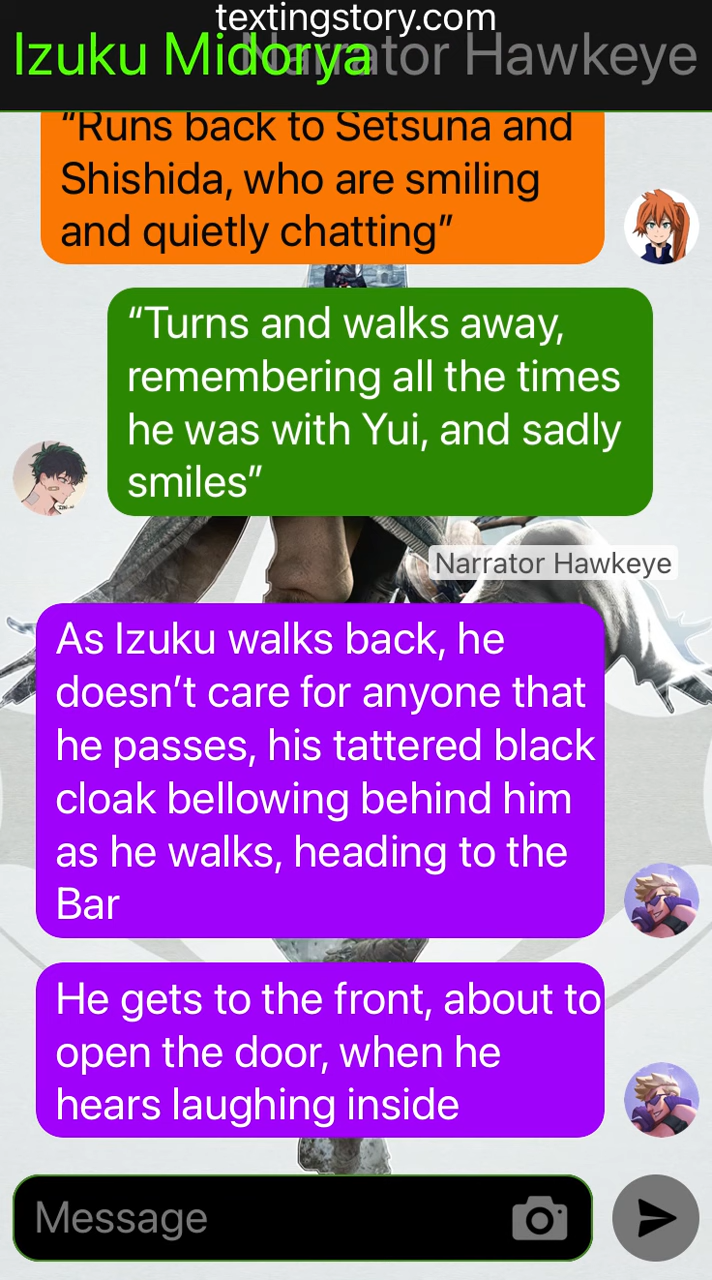 textingstory.com
Izuku Midorya Narrator Hawkeye
“Runs back to Setsuna and
Shishida, who are smiling
and quietly chatting”
“Turns and walks away,
remembering all the times
he was with Yui, and sadly
smiles”
Narrator Hawkeye
As Izuku walks back, he
doesn’t care for anyone that
he passes, his tattered black
cloak bellowing behind him
as he walks, heading to the
Bar
He gets to the front, about to
open the door, when he
hears laughing inside
Message